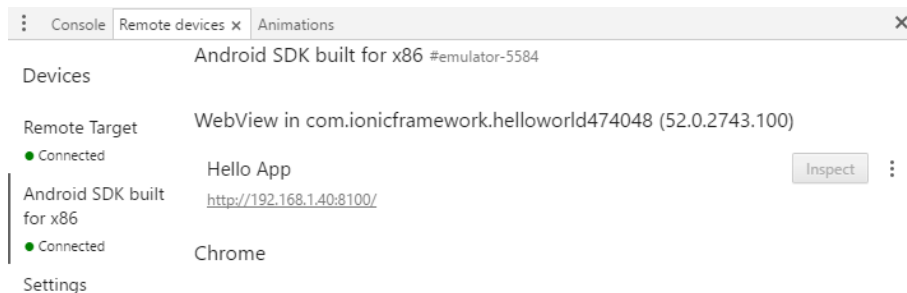 Console Remote devices × Animations ×
Devices
Remote Target
Connected
Android SDK built
for x86
Connected
Settings
Android SDK built for x86 #emulator-5584
WebView in com.ionicframework.helloworld474048 (52.0.2743.100)
Hello App Inspect
http://192.168.1.40:8100/
Chrome